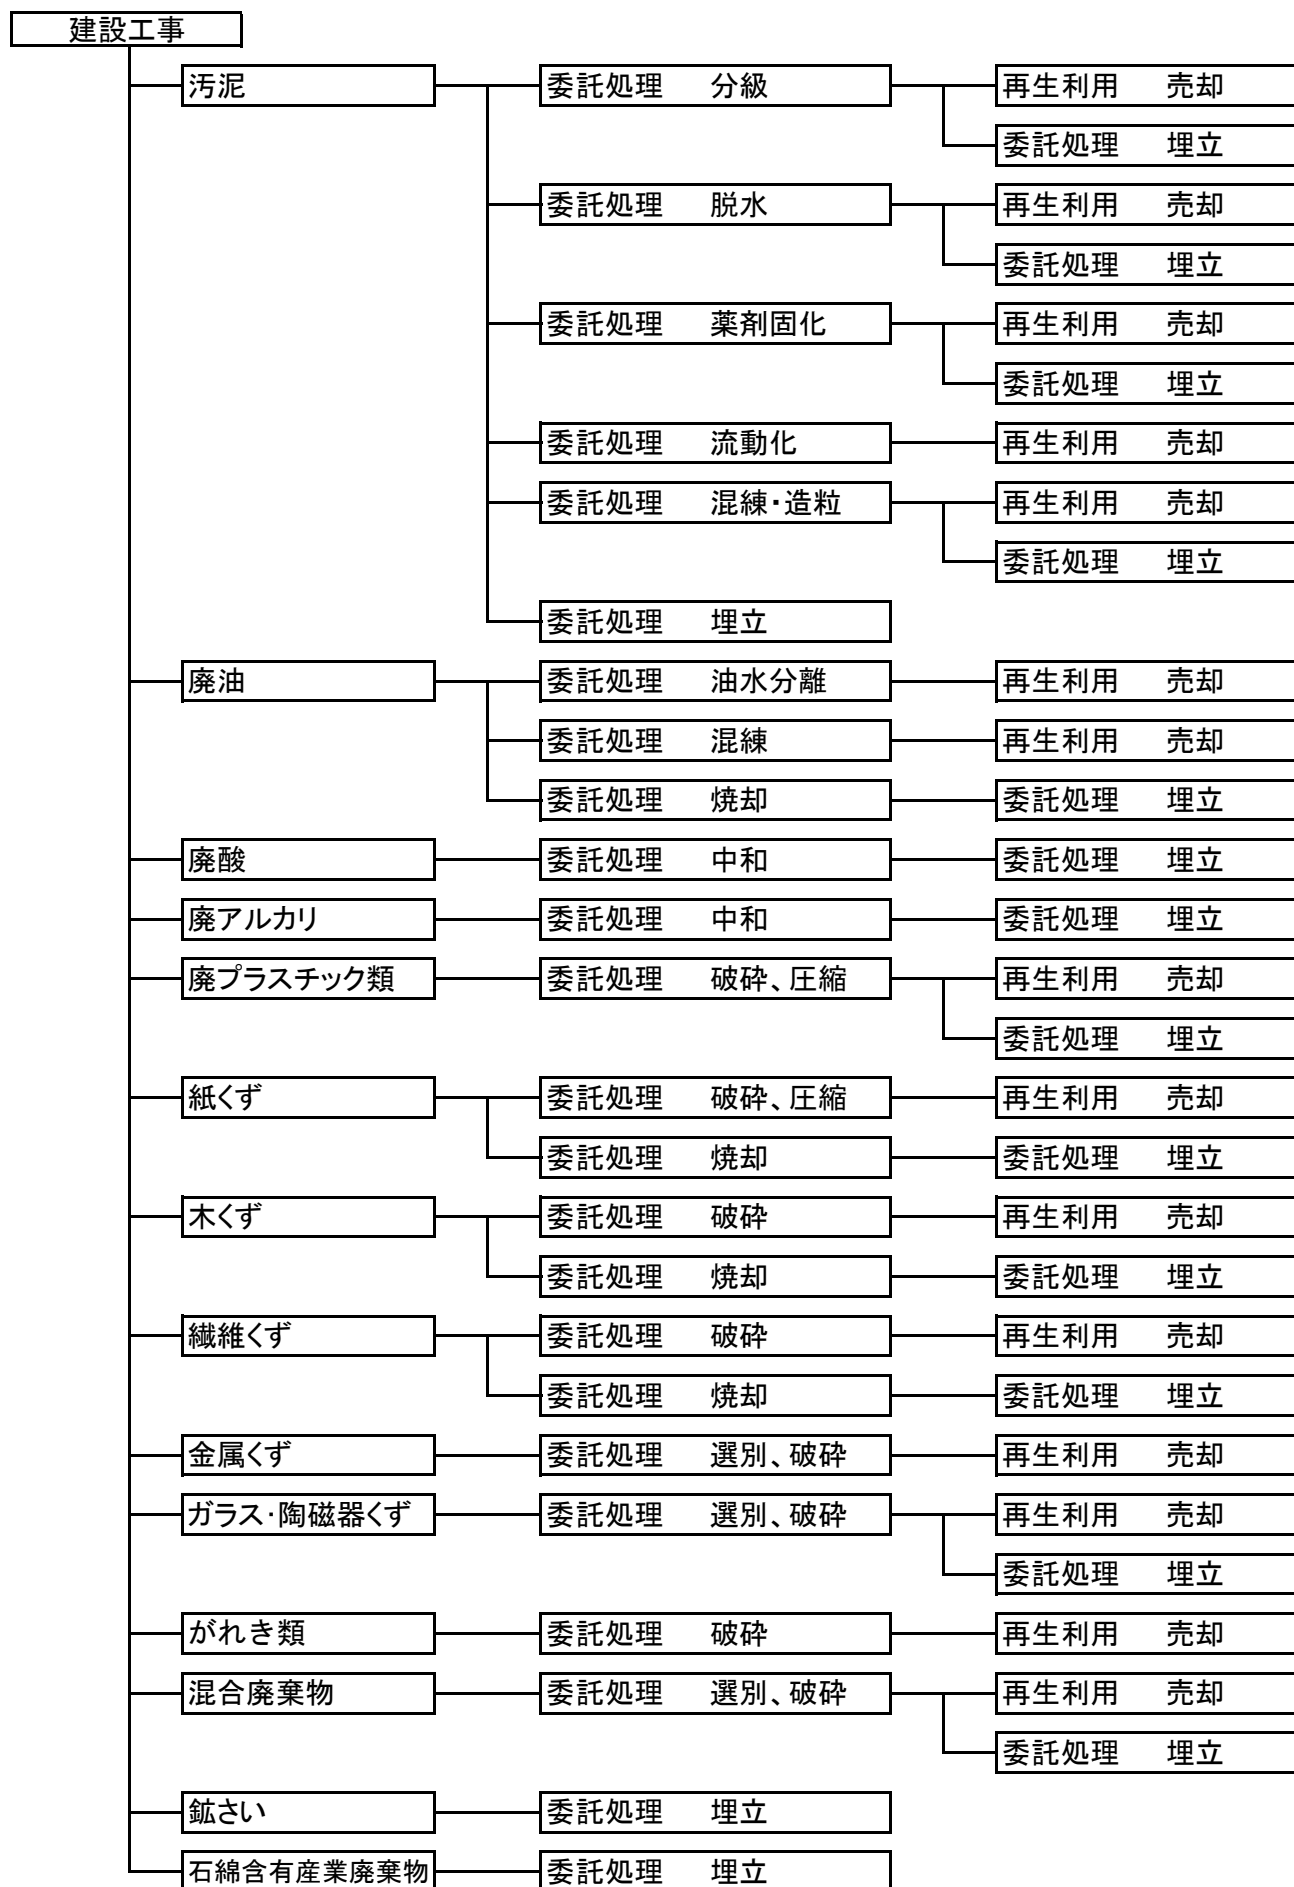 建設工事
汚泥 委託処理 分級 再生利用 売却
委託処理 埋立
委託処理 脱水 再生利用 売却
委託処理 埋立
委託処理 薬剤固化 再生利用 売却
委託処理 埋立
委託処理 流動化 再生利用 売却
委託処理 混練・造粒 再生利用 売却
委託処理 埋立
委託処理 埋立
廃油 委託処理 油水分離 再生利用 売却
委託処理 混練 再生利用 売却
委託処理 焼却 委託処理 埋立
廃酸 委託処理 中和 委託処理 埋立
廃アルカリ 委託処理 中和 委託処理 埋立
廃プラスチック類 委託処理 破砕、圧縮 再生利用 売却
委託処理 埋立
紙くず 委託処理 破砕、圧縮 再生利用 売却
委託処理 焼却 委託処理 埋立
木くず 委託処理 破砕 再生利用 売却
委託処理 焼却 委託処理 埋立
繊維くず 委託処理 破砕 再生利用 売却
委託処理 焼却 委託処理 埋立
金属くず 委託処理 選別、破砕 再生利用 売却
ガラス・陶磁器くず 委託処理 選別、破砕 再生利用 売却
委託処理 埋立
がれき類 委託処理 破砕 再生利用 売却
混合廃棄物 委託処理 選別、破砕 再生利用 売却
委託処理 埋立
鉱さい 委託処理 埋立
石綿含有産業廃棄物 委託処理 埋立